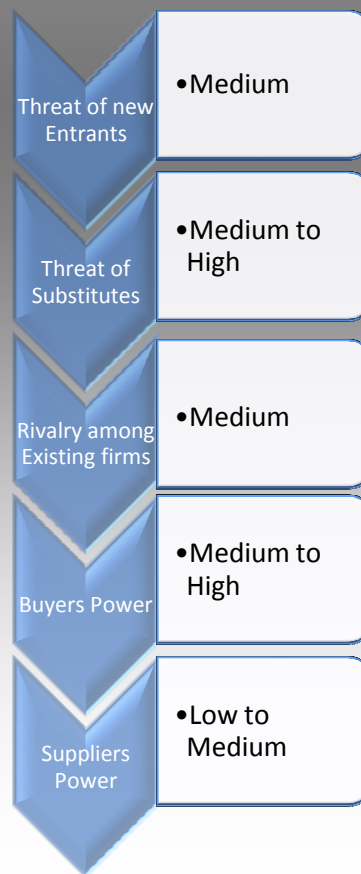 Threat of new
Entrants
•Medium
Threat of
Substitutes
•Medium to
High
Rivalry among
Existing firms
•Medium
Buyers Power
•Medium to
High
Suppliers
Power
•Low to
Medium